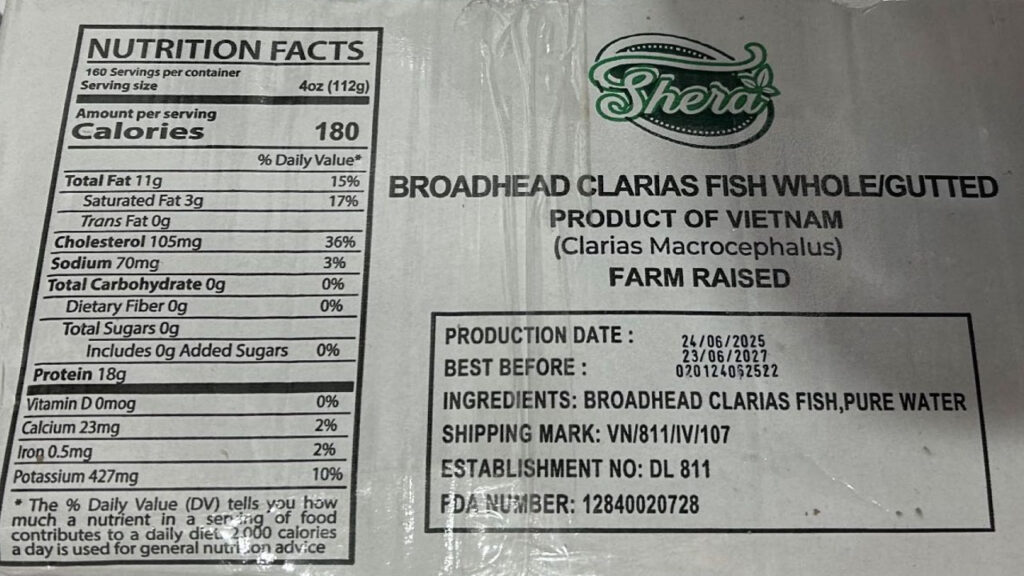 NUTRITION FACTS
160 Servings per container
Serving size 4oz (112g)
Amount per serving
Calories 180
% Daily Value*
Total Fat 11g 15%
Saturated Fat 3g 17%
Trans Fat 0g
Cholesterol 105mg 36%
Sodium 70mg 3%
Total Carbohydrate 0g 0%
Dietary Fiber 0g 0%
Total Sugars 0g
Includes 0g Added Sugars 0%
Protein 18g
Vitamin D 0mog 0%
Calcium 23mg 2%
Iron 0.5mg 2%
Potassium 427mg 10%
* The % Daily Value (DV) tells you how
much a nutrient in a serving of food
contributes to a daily diet. 2 000 calories
a day is used for general nutrition advice
Shera
BROADHEAD CLARIAS FISH WHOLE/GUTTED
PRODUCT OF VIETNAM
(Clarias Macrocephalus)
FARM RAISED
PRODUCTION DATE : 24/06/2025
BEST BEFORE : 23/06/2027
020124062522
INGREDIENTS: BROADHEAD CLARIAS FISH,PURE WATER
SHIPPING MARK: VN/811/IV/107
ESTABLISHMENT NO: DL 811
FDA NUMBER: 12840020728